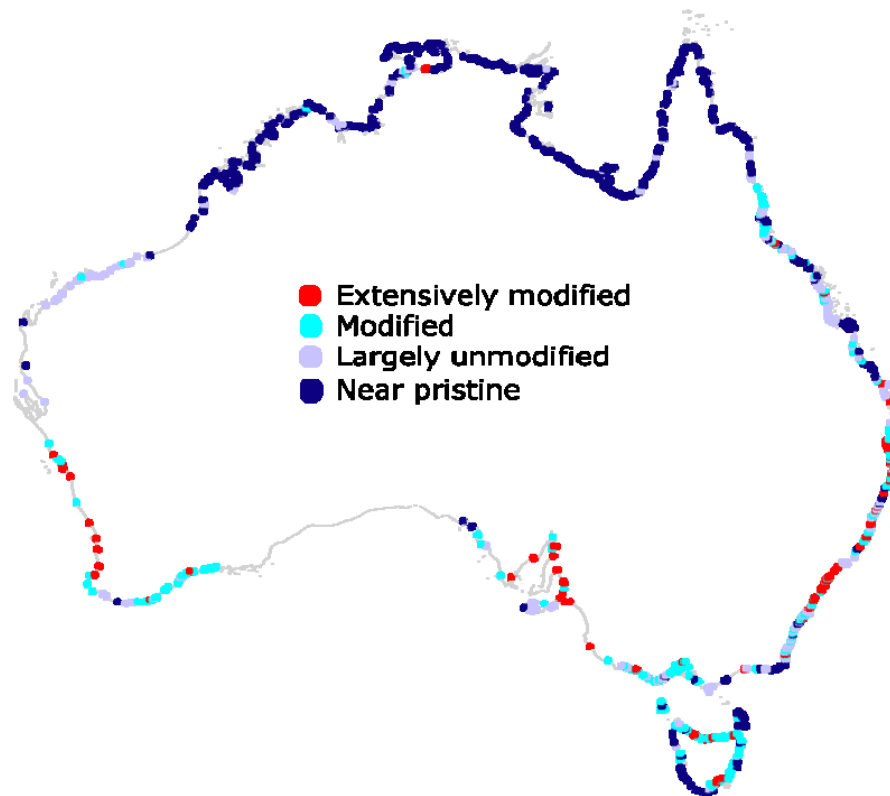 Extensively modified
Modified
Largely unmodified
Near pristine